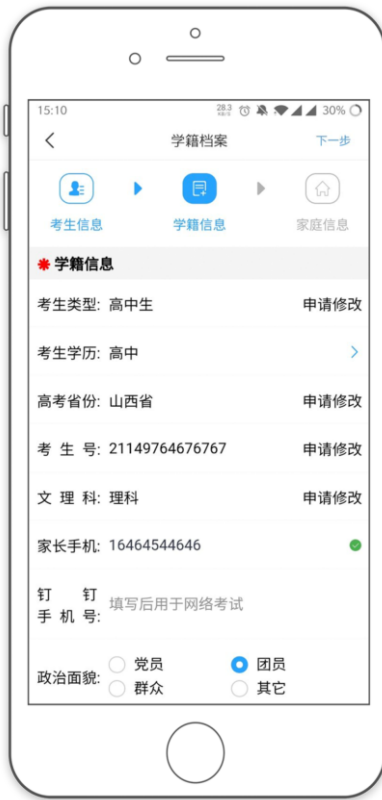 15:10
28.3
KB/S
30%
学籍档案
下一步
考生信息
学籍信息
家庭信息
学籍信息
考生类型: 高中生 申请修改
考生学历: 高中
高考省份: 山西省 申请修改
考 生 号: 21149764676767 申请修改
文 理 科: 理科 申请修改
家长手机: 16464544646
钉 钉
手 机 号: 填写后用于网络考试
政治面貌: 党员 团员
群众 其它